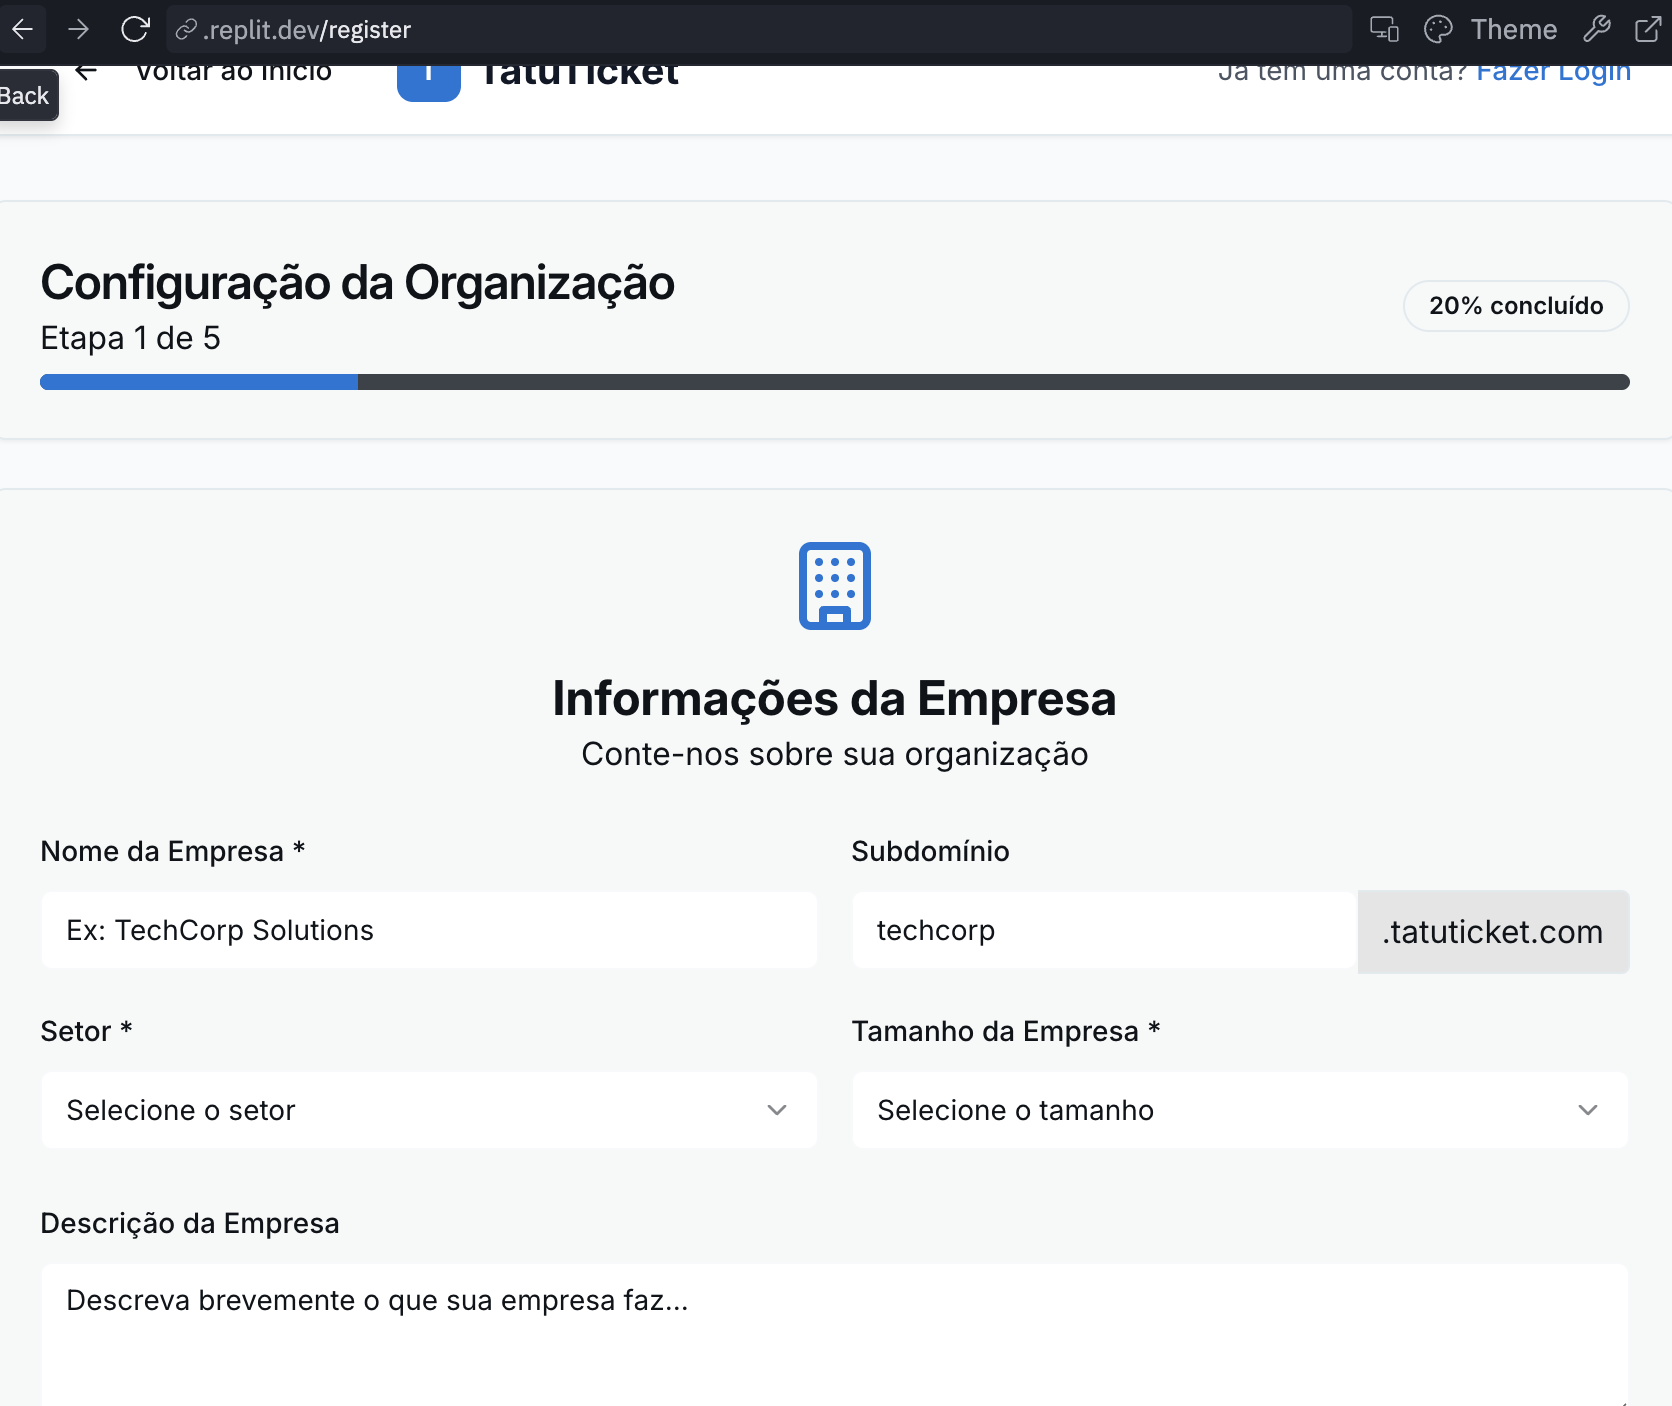 .replit.dev/register
Theme
Back
Voltar ao Início
T
TatuTicket
Já tem uma conta? Fazer Login
Configuração da Organização
Etapa 1 de 5
20% concluído
Informações da Empresa
Conte-nos sobre sua organização
Nome da Empresa *
Ex: TechCorp Solutions
Subdomínio
techcorp
.tatuticket.com
Setor *
Selecione o setor
Tamanho da Empresa *
Selecione o tamanho
Descrição da Empresa
Descreva brevemente o que sua empresa faz...